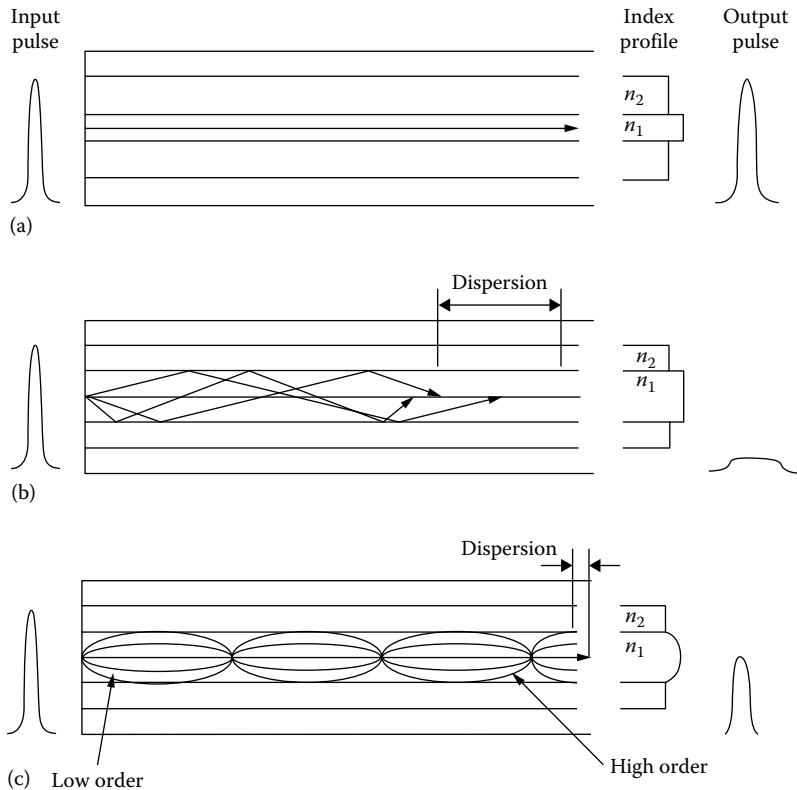 Input
pulse
Index
profile
Output
pulse
n2
n1
(a)
Dispersion
n2
n1
(b)
Dispersion
n2
n1
(c)
Low order
High order